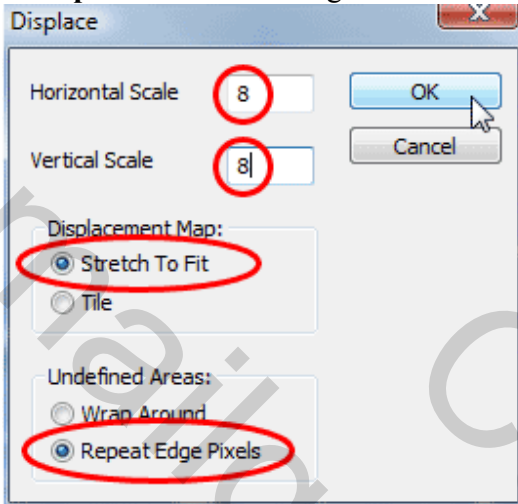 Displace
Horizontal Scale 8 OK
Vertical Scale 8 Cancel
Displacement Map:
Stretch To Fit
Tile
Undefined Areas:
Wrap Around
Repeat Edge Pixels